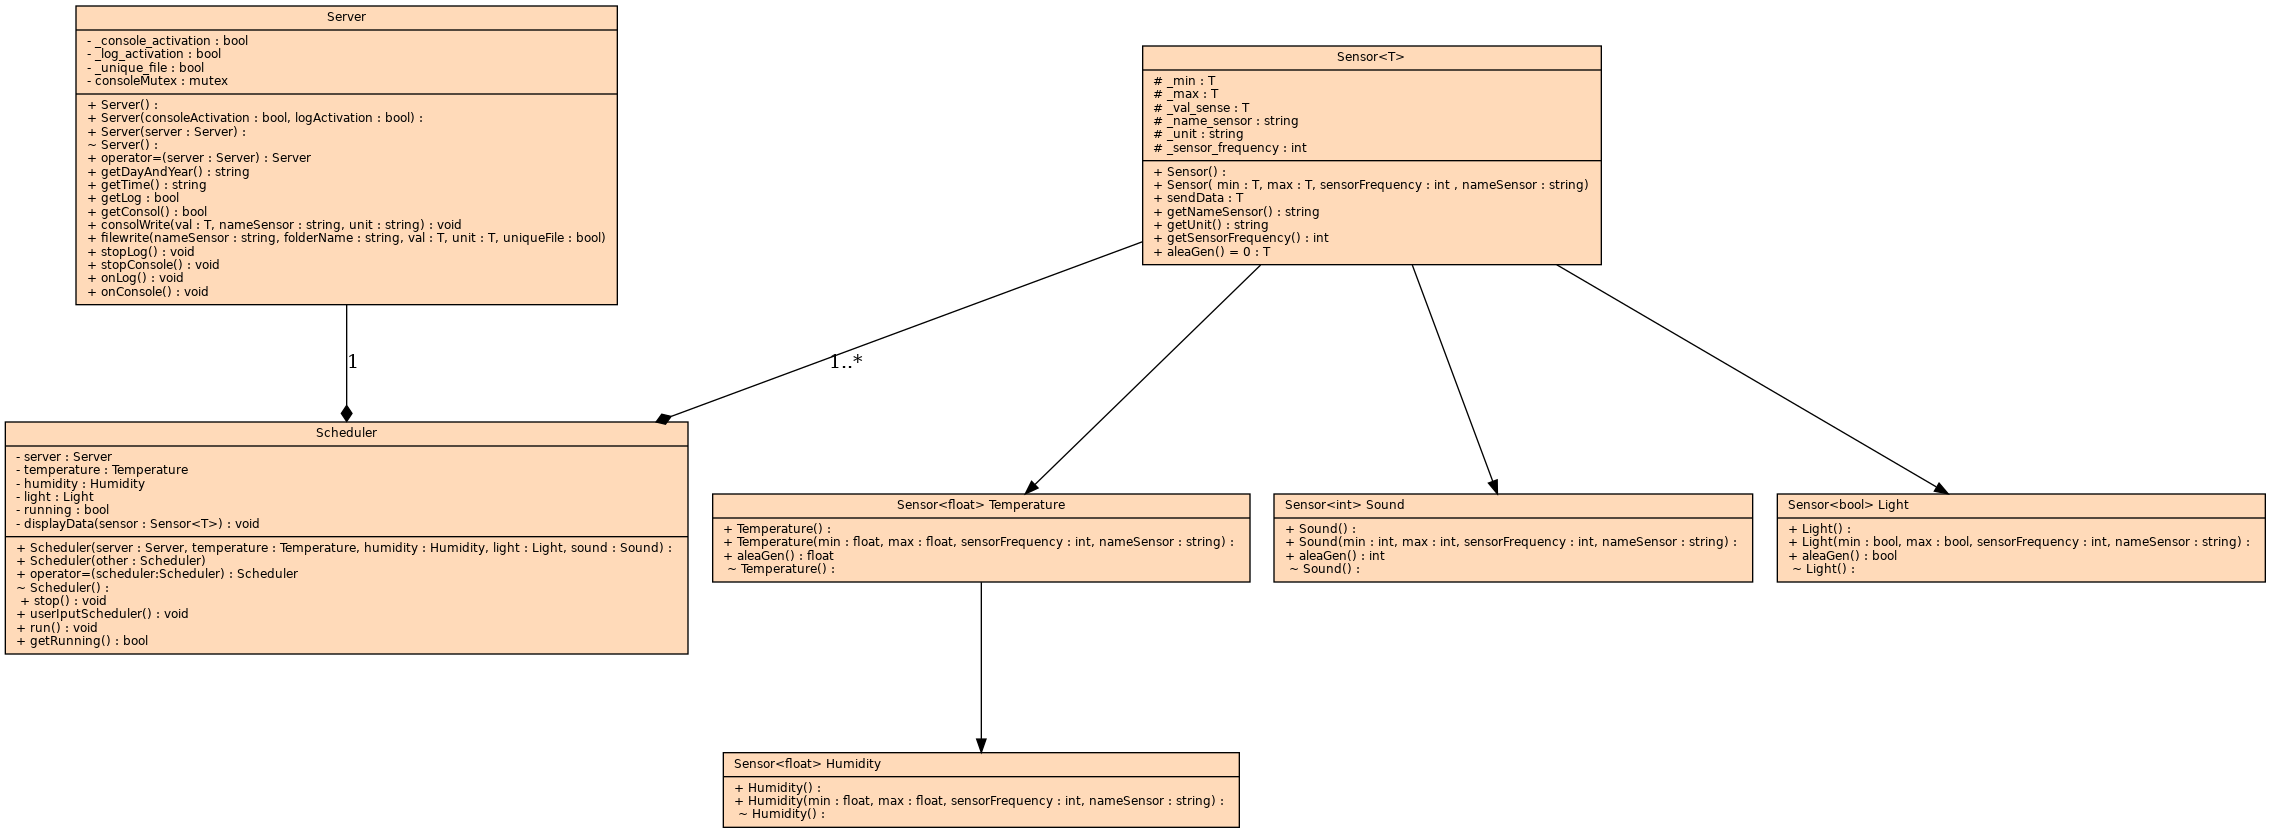 Server
- _console_activation : bool
- _log_activation : bool
- _unique_file : bool
- consoleMutex : mutex
+ Server() :
+ Server(consoleActivation : bool, logActivation : bool) :
+ Server(server : Server) :
~ Server() :
+ operator=(server : Server) : Server
+ getDayAndYear() : string
+ getTime() : string
+ getLog : bool
+ getConsol() : bool
+ consolWrite(val : T, nameSensor : string, unit : string) : void
+ filewrite(nameSensor : string, folderName : string, val : T, unit : T, uniqueFile : bool)
+ stopLog() : void
+ stopConsole() : void
+ onLog() : void
+ onConsole() : void
Sensor<T>
# _min : T
# _max : T
# _val_sense : T
# _name_sensor : string
# _unit : string
# _sensor_frequency : int
+ Sensor() :
+ Sensor( min : T, max : T, sensorFrequency : int , nameSensor : string)
+ sendData : T
+ getNameSensor() : string
+ getUnit() : string
+ getSensorFrequency() : int
+ aleaGen() = 0 : T
1
1..*
Scheduler
- server : Server
- temperature : Temperature
- humidity : Humidity
- light : Light
- running : bool
- displayData(sensor : Sensor<T>) : void
+ Scheduler(server : Server, temperature : Temperature, humidity : Humidity, light : Light, sound : Sound) :
+ Scheduler(other : Scheduler)
+ operator=(scheduler:Scheduler) : Scheduler
~ Scheduler() :
+ stop() : void
+ userIputScheduler() : void
+ run() : void
+ getRunning() : bool
Sensor<float> Temperature
+ Temperature() :
+ Temperature(min : float, max : float, sensorFrequency : int, nameSensor : string) :
+ aleaGen() : float
~ Temperature() :
Sensor<int> Sound
+ Sound() :
+ Sound(min : int, max : int, sensorFrequency : int, nameSensor : string) :
+ aleaGen() : int
~ Sound() :
Sensor<bool> Light
+ Light() :
+ Light(min : bool, max : bool, sensorFrequency : int, nameSensor : string) :
+ aleaGen() : bool
~ Light() :
Sensor<float> Humidity
+ Humidity() :
+ Humidity(min : float, max : float, sensorFrequency : int, nameSensor : string) :
~ Humidity() :